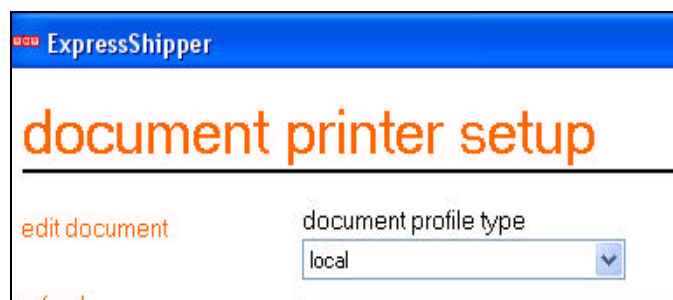 ExpressShipper
document printer setup
edit document
document profile type
local